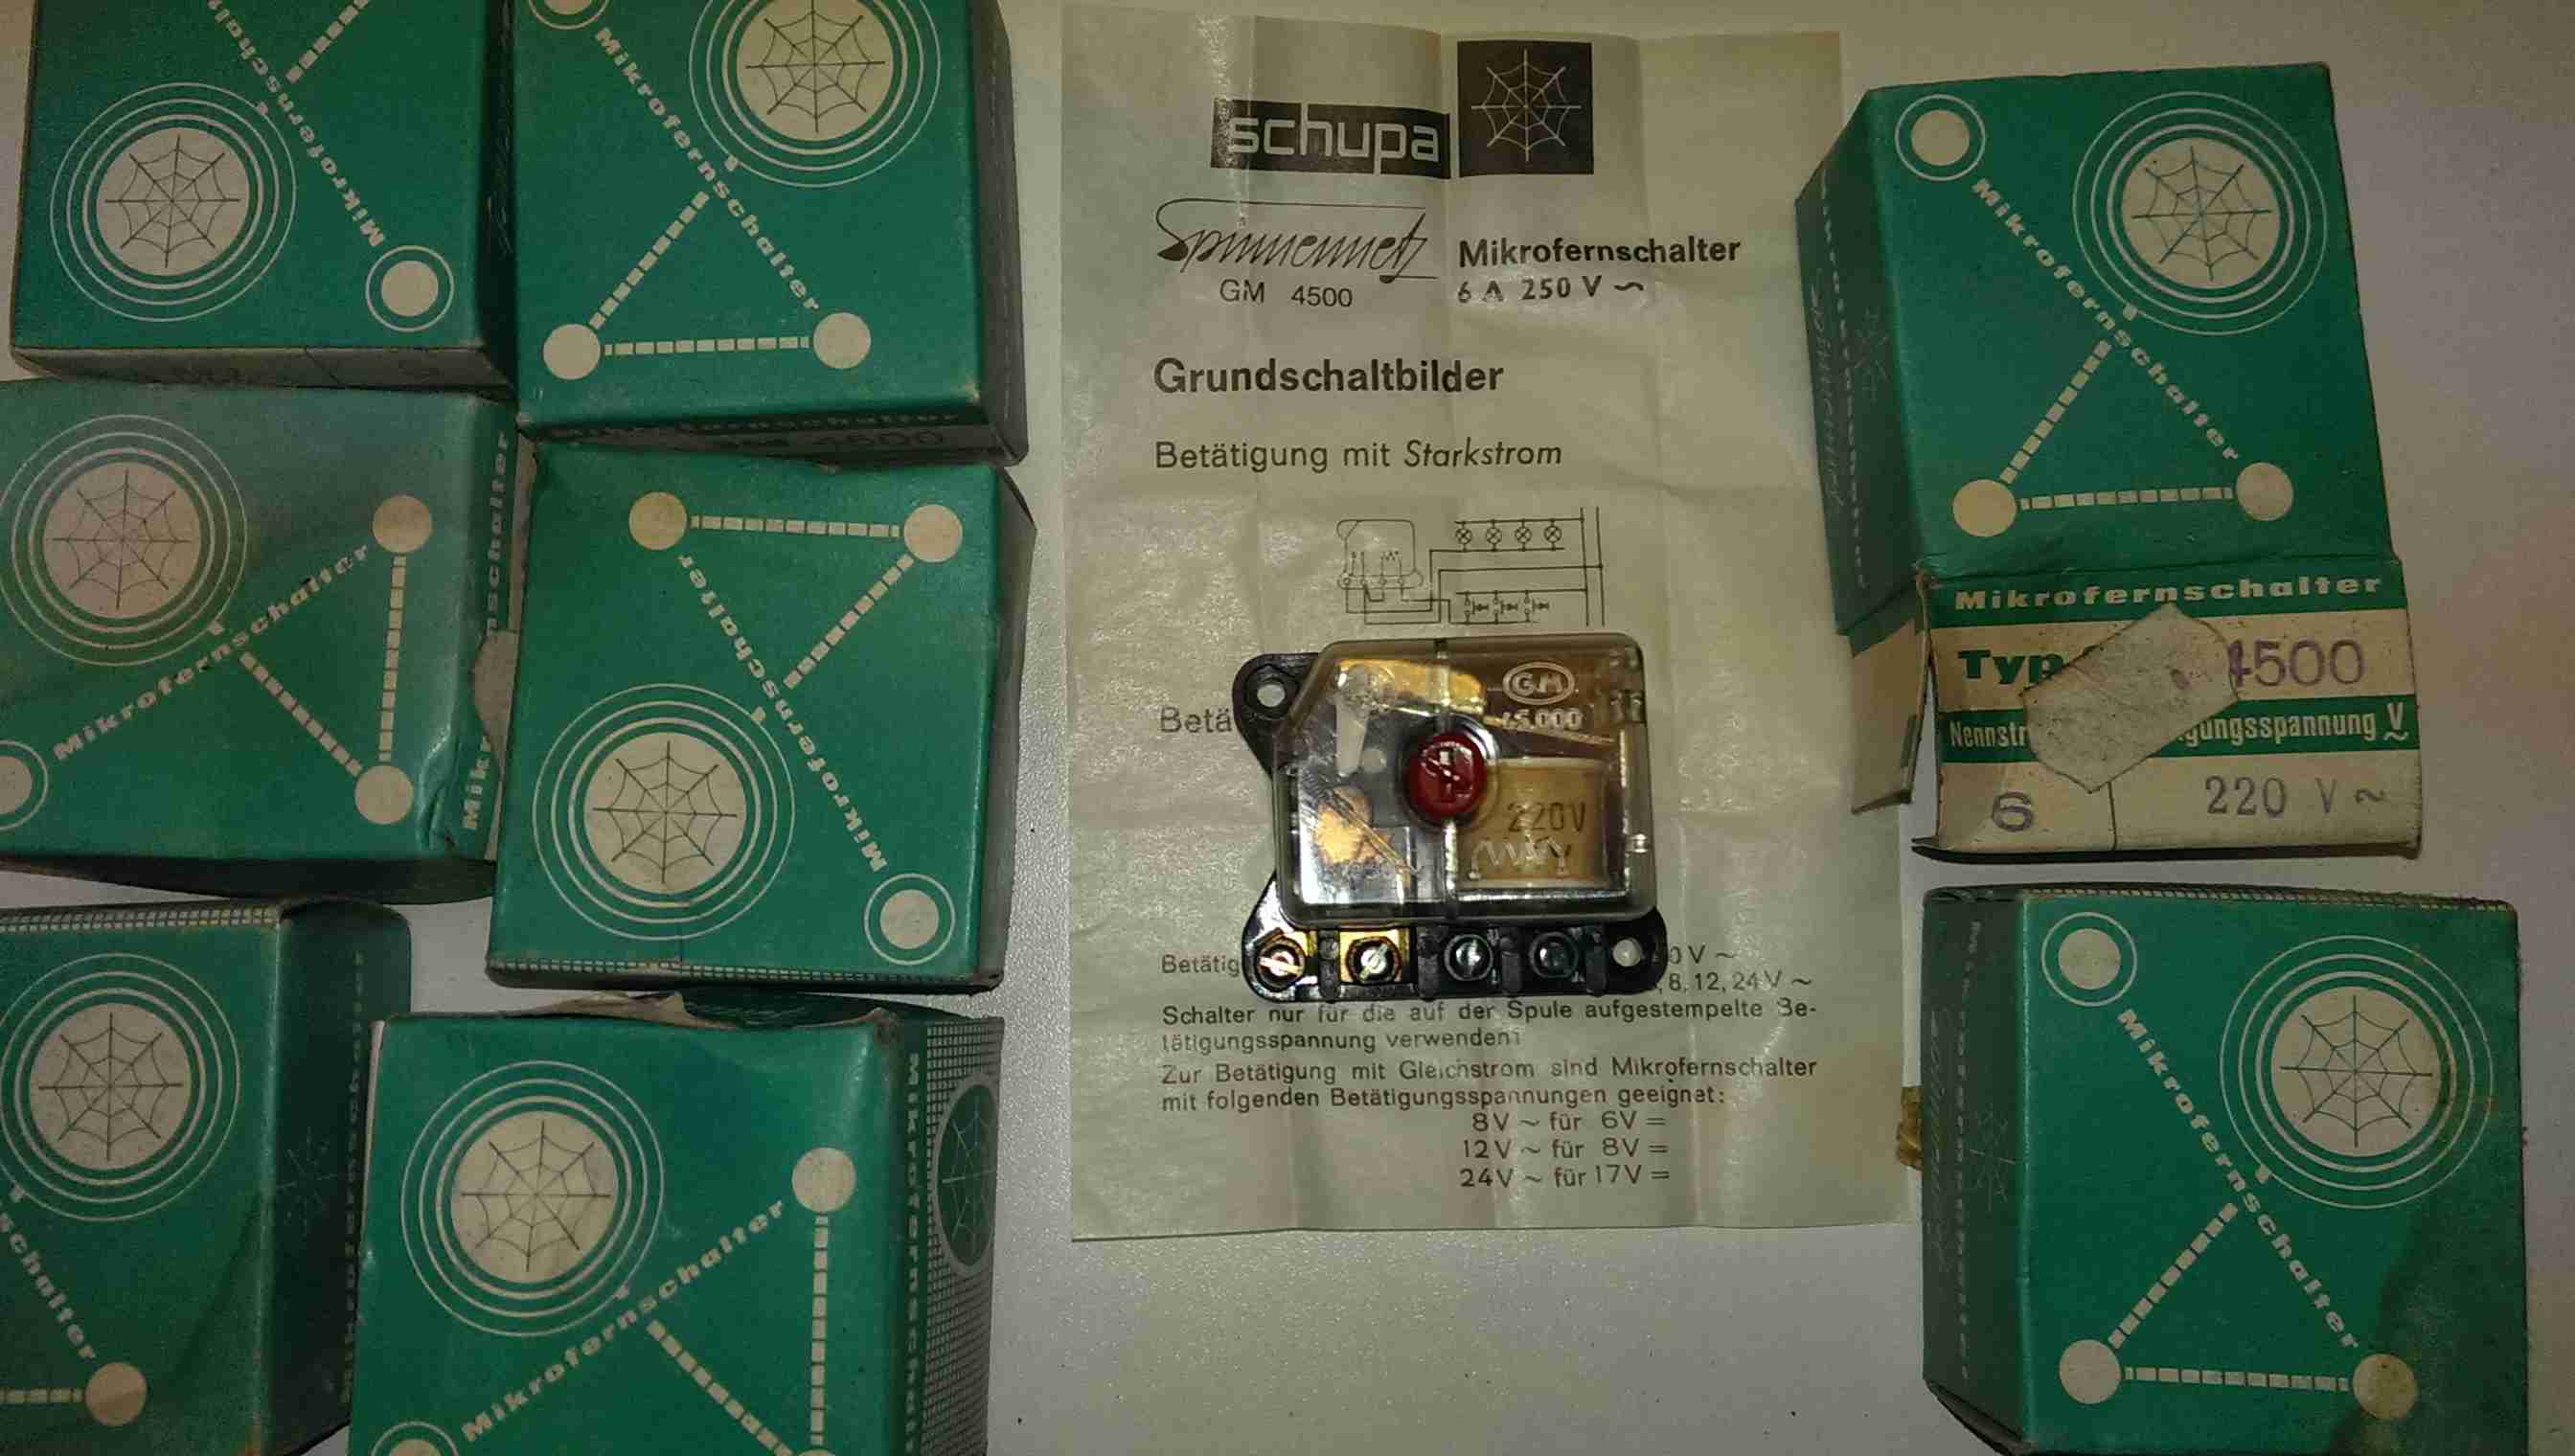 Mikrofernschalter
Mikrofernschalter
4500
Mikrofernschalter
Mikrofernschalter
schalter
Mikrofernschalter
Mikrofernschalter
schupa
Spinnennetz
GM 4500
Mikrofernschalter
6 A 250 V ~
Grundschaltbilder
Betätigung mit Starkstrom
Betä
GM
220V
Betätig
0 V ~
8, 12, 24 V ~
Schalter nur für die auf der Spule aufgestempelte Be-
tätigungsspannung verwenden
Zur Betätigung mit Gleichstrom sind Mikrofernschalter
mit folgenden Betätigungsspannungen geeignet:
8V ~ für 6V =
12V ~ für 8V =
24V ~ für 17V =
Mikrofernschalter
Mikrofernschalter
Typ 4500
Nennstr gungsspannung V ~
6 220 V ~
Mikrofernschalter